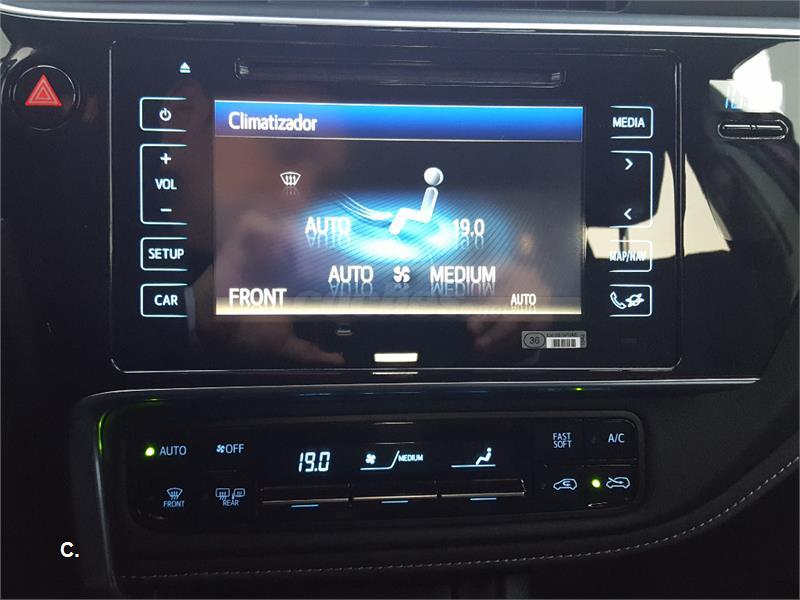 MEDIA
Climatizador
+
VOL
−
AUTO
19.0
SETUP
MAP/NAV
AUTO
MEDIUM
CAR
FRONT
AUTO
36
AUTO
OFF
19.0
MEDIUM
FAST
SOFT
A/C
FRONT
REAR
C.